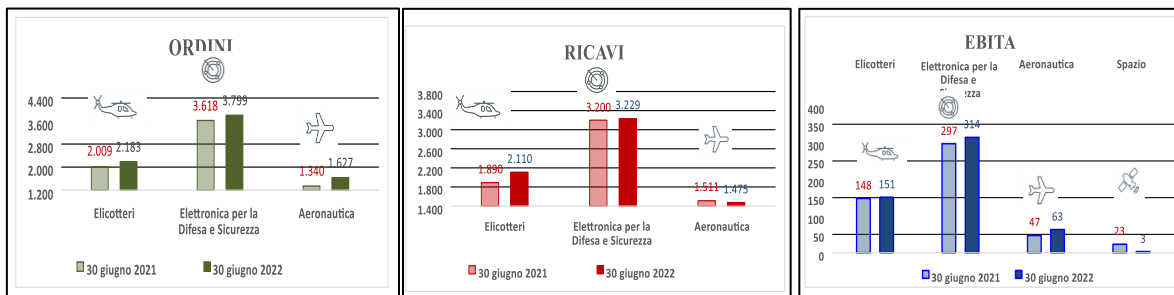 ORDINI
4.400
3.600
2.800
2.000
1.200
2.009
2.183
3.618
3.799
1.340
1.627
Elicotteri
Elettronica per la
Difesa e Sicurezza
Aeronautica
30 giugno 2021
30 giugno 2022
RICAVI
3.800
3.400
3.000
2.600
2.200
1.800
1.400
1.890
2.110
3.200
3.229
1.511
1.475
Elicotteri
Elettronica per la
Difesa e Sicurezza
Aeronautica
30 giugno 2021
30 giugno 2022
EBITA
Elicotteri
Elettronica per la
Difesa e
Aeronautica
Spazio
400
350
300
250
200
150
100
50
0
148
151
297
314
47
63
23
3
30 giugno 2021
30 giugno 2022